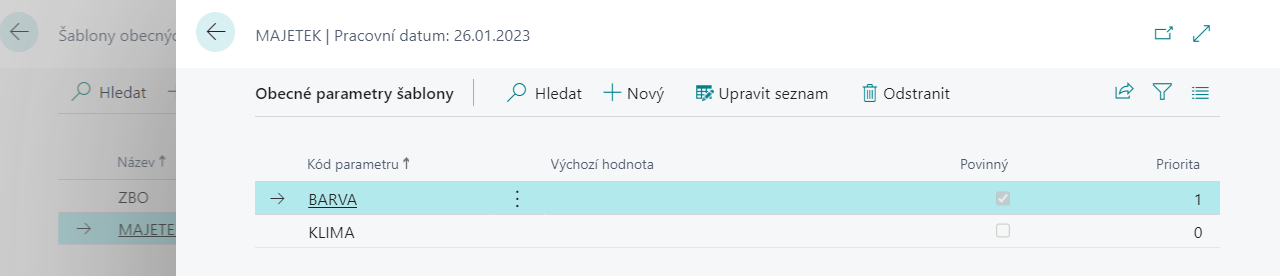 Šablony obecnýc
MAJETEK | Pracovní datum: 26.01.2023
Hledat
Obecné parametry šablony
Hledat
Nový
Upravit seznam
Odstranit
Název
Kód parametru
Výchozí hodnota
Povinný
Priorita
ZBO
BARVA
1
MAJETE
KLIMA
0